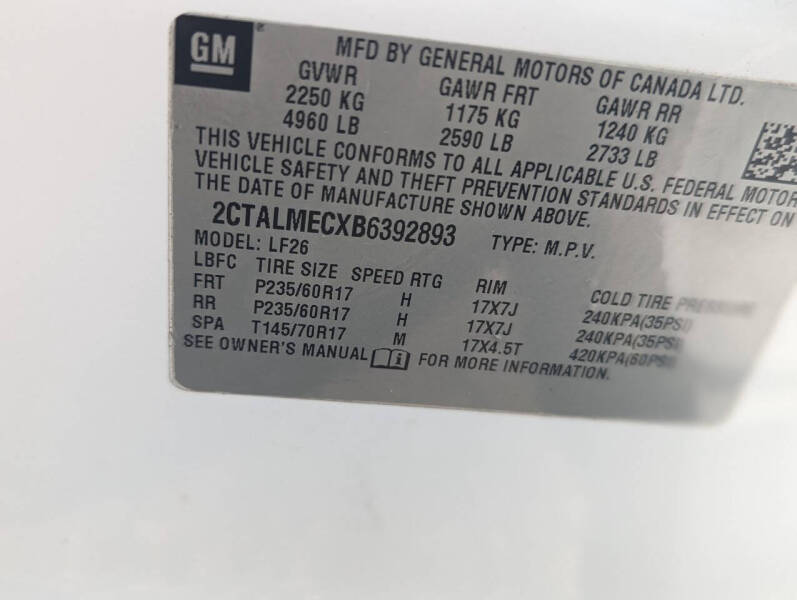 GM
MFD BY GENERAL MOTORS OF CANADA LTD.
GVWR GAWR FRT GAWR RR
2250 KG 1175 KG 1240 KG
4960 LB 2590 LB 2733 LB
THIS VEHICLE CONFORMS TO ALL APPLICABLE U.S. FEDERAL MOTOR
VEHICLE SAFETY AND THEFT PREVENTION STANDARDS IN EFFECT ON
THE DATE OF MANUFACTURE SHOWN ABOVE.
2CTALMECXB6392893 TYPE: M.P.V.
MODEL: LF26
LBFC TIRE SIZE SPEED RTG RIM COLD TIRE PRESSURE
FRT P235/60R17 H 17X7J 240KPA(35PSI)
RR P235/60R17 H 17X7J 240KPA(35PSI)
SPA T145/70R17 M 17X4.5T 420KPA(60PSI)
SEE OWNER'S MANUAL FOR MORE INFORMATION.